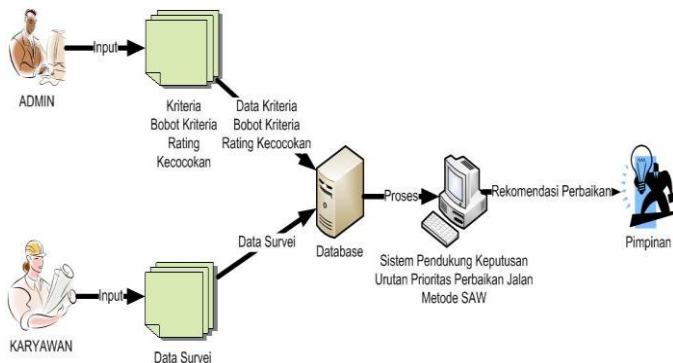 ADMIN
Input
Kriteria
Bobot Kriteria
Rating
Kecocokan
Data Kriteria
Bobot Kriteria
Rating Kecocokan
Database
Proses
Rekomendasi Perbaikan
Pimpinan
Sistem Pendukung Keputusan
Urutan Prioritas Perbaikan Jalan
Metode SAW
KARYAWAN
Input
Data Survei
Data Survei